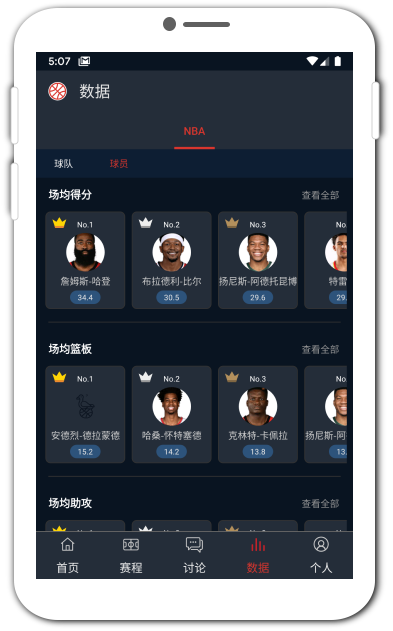 5:07
数据
NBA
球队 球员
场均得分 查看全部
No.1 No.2 No.3 No
詹姆斯-哈登 布拉德利-比尔 扬尼斯-阿德托昆博 特雷
34.4 30.5 29.6 29.
场均篮板 查看全部
No.1 No.2 No.3 No
安德烈-德拉蒙德 哈桑-怀特塞德 克林特-卡佩拉 扬尼斯-阿
15.2 14.2 13.8 13.
场均助攻 查看全部
首页 赛程 讨论 数据 个人